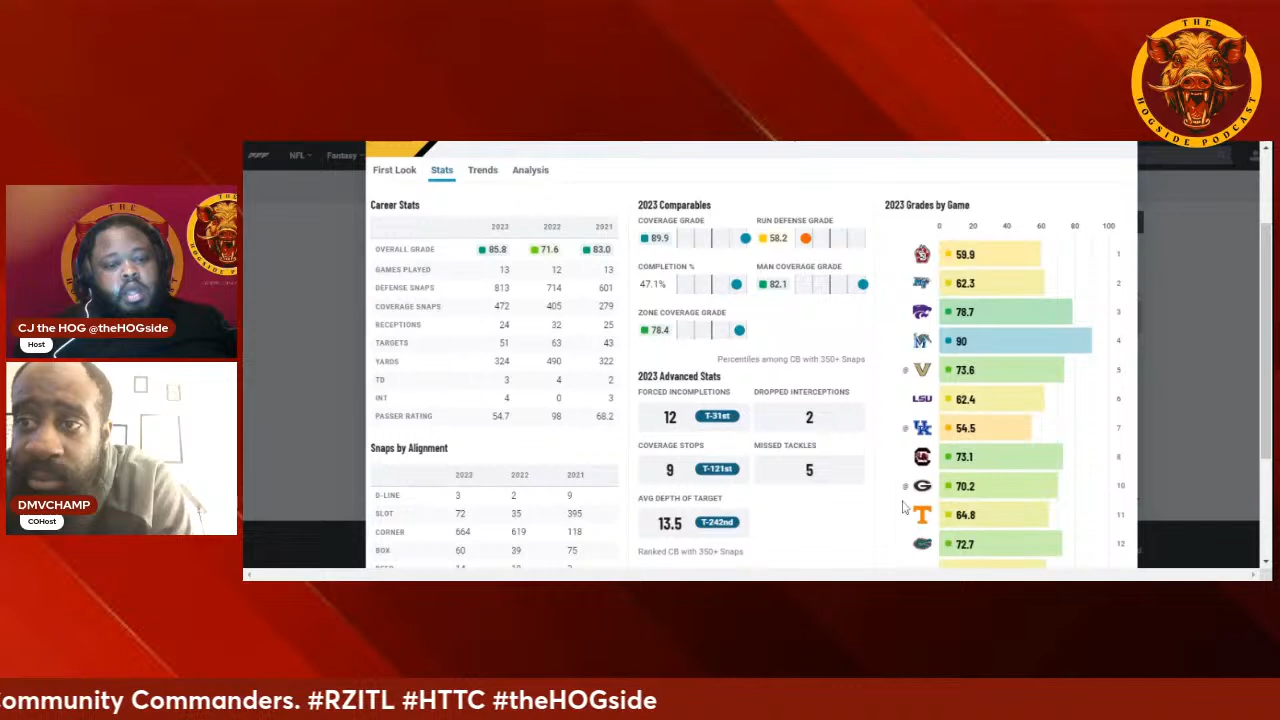 THE
HOGSIDE PODCAST
NFL
Fantasy
First Look
Stats
Trends
Analysis
Career Stats
2023 2022 2021
OVERALL GRADE 85.8 71.6 83.0
GAMES PLAYED 13 12 13
DEFENSE SNAPS 813 714 601
COVERAGE SNAPS 472 405 279
RECEPTIONS 24 32 25
TARGETS 51 63 43
YARDS 324 490 322
TD 3 4 2
INT 4 0 3
PASSER RATING 54.7 98 68.2
Snaps by Alignment
2023 2022 2021
D-LINE 3 2 9
SLOT 72 35 395
CORNER 664 619 118
BOX 60 39 75
2023 Comparables
COVERAGE GRADE
89.9
RUN DEFENSE GRADE
58.2
COMPLETION %
47.1%
MAN COVERAGE GRADE
82.1
ZONE COVERAGE GRADE
78.4
Percentiles among CB with 350+ Snaps
2023 Advanced Stats
FORCED INCOMPLETIONS
12 T-31st
DROPPED INTERCEPTIONS
2
COVERAGE STOPS
9 T-121st
MISSED TACKLES
5
AVG DEPTH OF TARGET
13.5 T-242nd
Ranked CB with 350+ Snaps
2023 Grades by Game
0 20 40 60 80 100
59.9 1
62.3 2
78.7 3
90 4
@ V 73.6 5
LSU 62.4 6
@ UK 54.5 7
C 73.1 8
@ G 70.2 10
T 64.8 11
72.7 12
THE
CJ the HOG @theHOGside
Host
DMVCHAMP
COHost
ommunity Commanders. #RZITL #HTTC #theHOGside